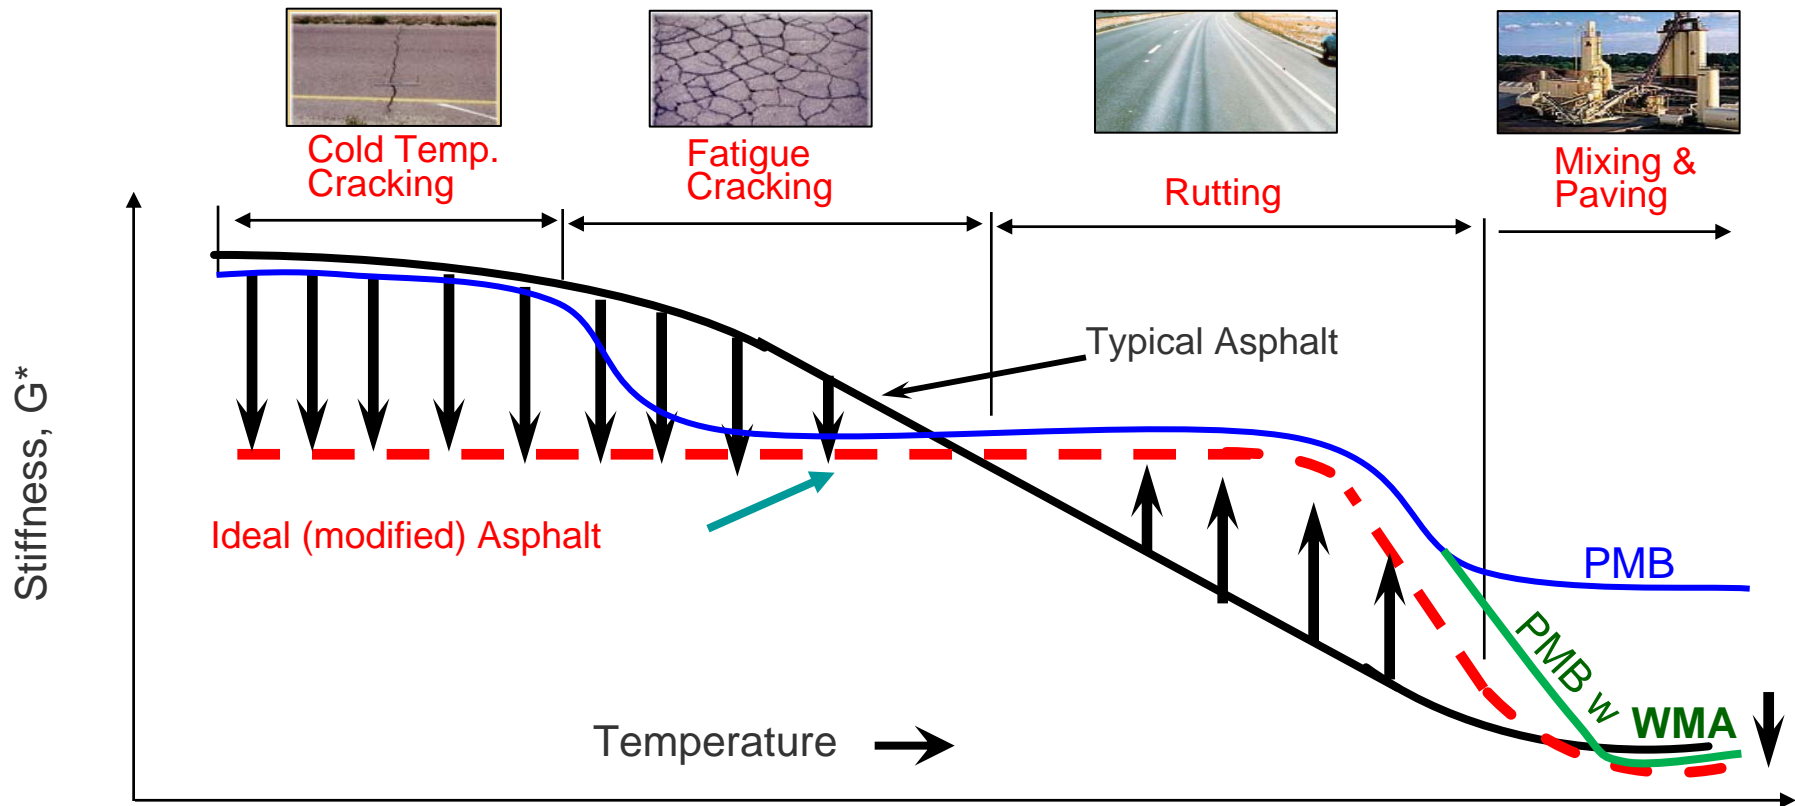 Cold Temp.
Cracking
Fatigue
Cracking
Rutting
Mixing &
Paving
Typical Asphalt
Stiffness, G*
Ideal (modified) Asphalt
PMB
PMB w
WMA
Temperature